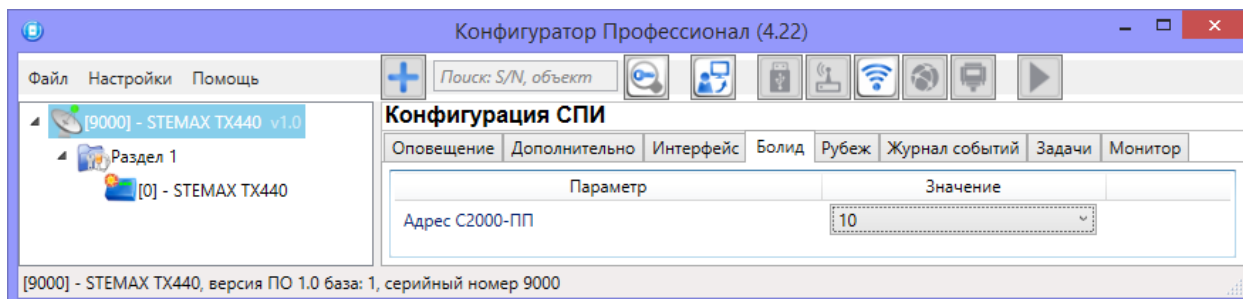 Конфигуратор Профессионал (4.22)
Файл Настройки Помощь
Поиск: S/N, объект
[9000] - STEMAX TX440 v1.0
Раздел 1
[0] - STEMAX TX440
Конфигурация СПИ
Оповещение Дополнительно Интерфейс Болид Рубеж Журнал событий Задачи Монитор
Параметр Значение
Адрес С2000-ПП 10
[9000] - STEMAX TX440, версия ПО 1.0 база: 1, серийный номер 9000